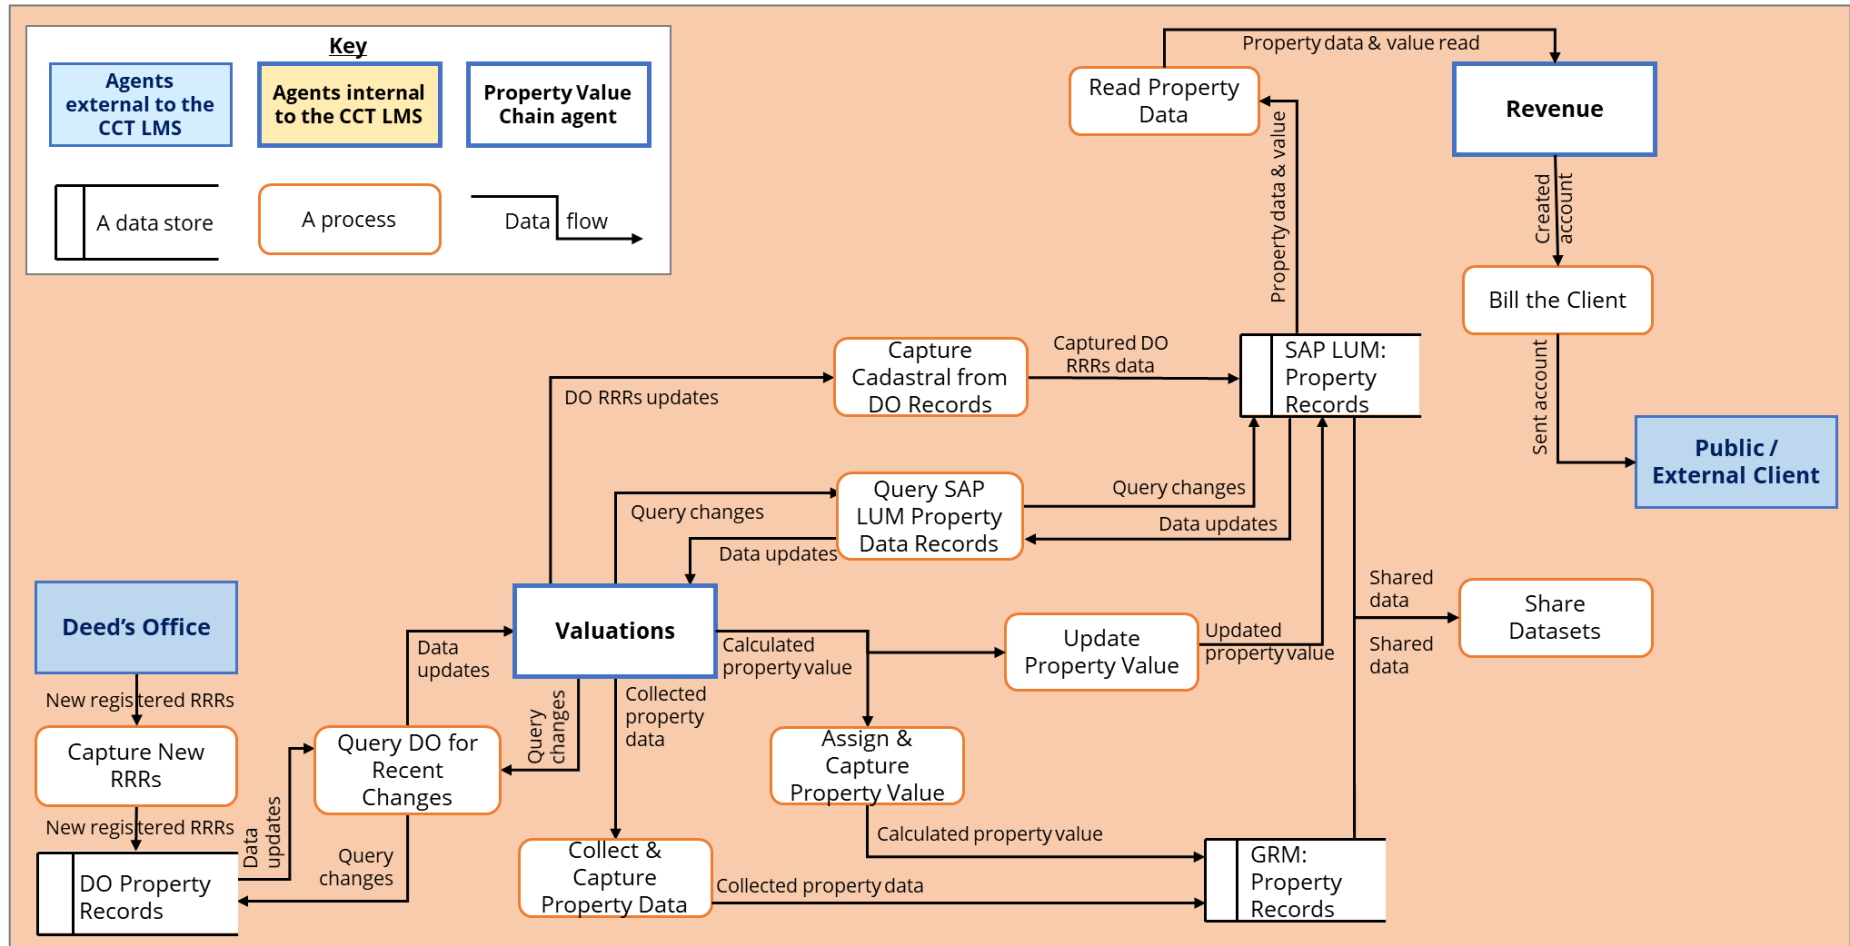 Key
Agents
external to the
CCT LMS
Agents internal
to the CCT LMS
Property Value
Chain agent
A data store
A process
Data flow
Property data & value read
Read Property
Data
Revenue
Property data & value
Created
account
Bill the Client
Sent account
Public /
External Client
Capture
Cadastral from
DO Records
DO RRRs updates
Captured DO
RRRs data
SAP LUM:
Property
Records
Query SAP
LUM Property
Data Records
Query changes
Data updates
Query changes
Data updates
Deed's Office
New registered RRRs
Capture New
RRRs
New registered RRRs
DO Property
Records
Data
updates
Query
changes
Query DO for
Recent
Changes
Data
updates
Query
changes
Valuations
Collected
property
data
Calculated
property value
Update
Property Value
Updated
property value
Shared
data
Shared
data
Share
Datasets
Assign &
Capture
Property Value
Calculated property value
Collect &
Capture
Property Data
Collected property data
GRM:
Property
Records